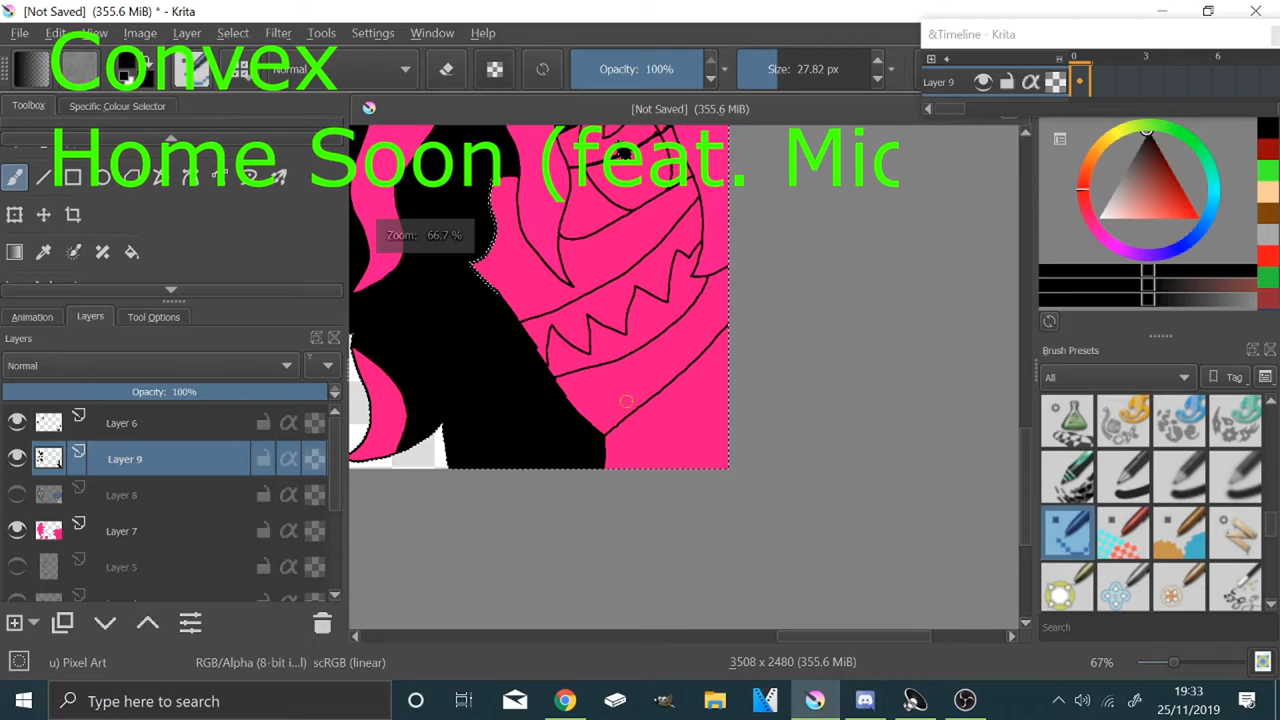 [Not Saved] (355.6 MiB) * - Krita
File Edit View Image Layer Select Filter Tools Settings Window Help
&Timeline - Krita
Convex
Normal
Opacity: 100%
Size: 27.82 px
0 3 6
Layer 9
Toolbox Specific Colour Selector
[Not Saved] (355.6 MiB)
Home Soon (feat. Mic
Zoom: 66.7 %
Animation Layers Tool Options
Layers
Normal
Opacity: 100%
Layer 6
Layer 9
Layer 8
Layer 7
Layer 5
Brush Presets
All
Tag
Search
u) Pixel Art
RGB/Alpha (8-bit i...l) scRGB (linear)
3508 x 2480 (355.6 MiB)
67%
Type here to search
19:33
25/11/2019